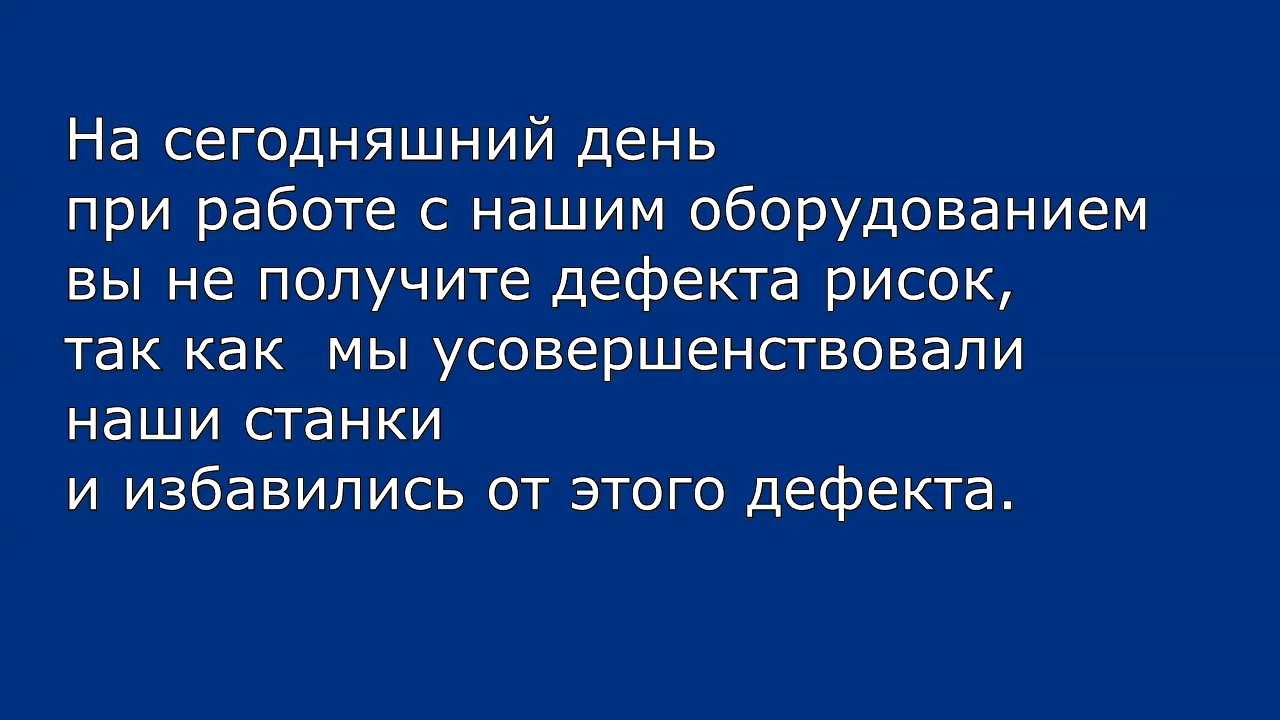 На сегодняшний день
при работе с нашим оборудованием
вы не получите дефекта рисок,
так как  мы усовершенствовали
наши станки
и избавились от этого дефекта.